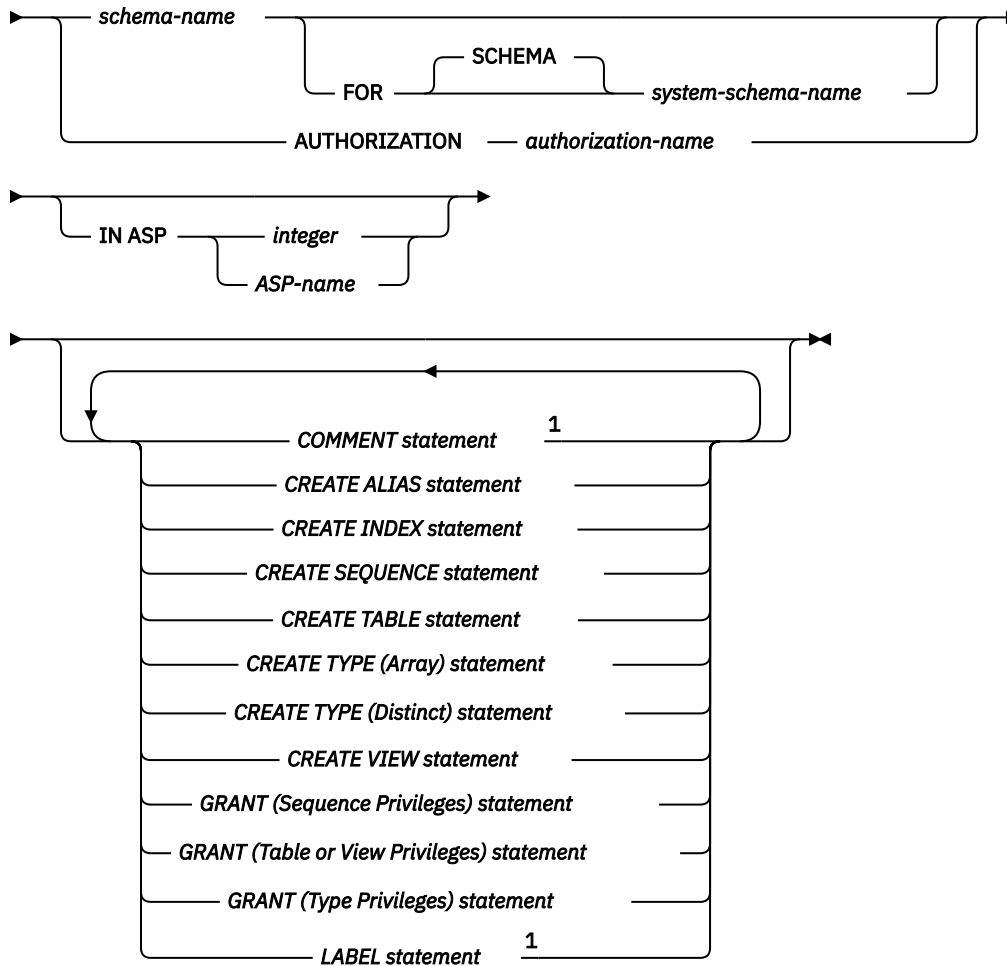 schema-name
SCHEMA
FOR system-schema-name
AUTHORIZATION authorization-name
IN ASP integer
ASP-name
COMMENT statement 1
CREATE ALIAS statement
CREATE INDEX statement
CREATE SEQUENCE statement
CREATE TABLE statement
CREATE TYPE (Array) statement
CREATE TYPE (Distinct) statement
CREATE VIEW statement
GRANT (Sequence Privileges) statement
GRANT (Table or View Privileges) statement
GRANT (Type Privileges) statement
LABEL statement 1